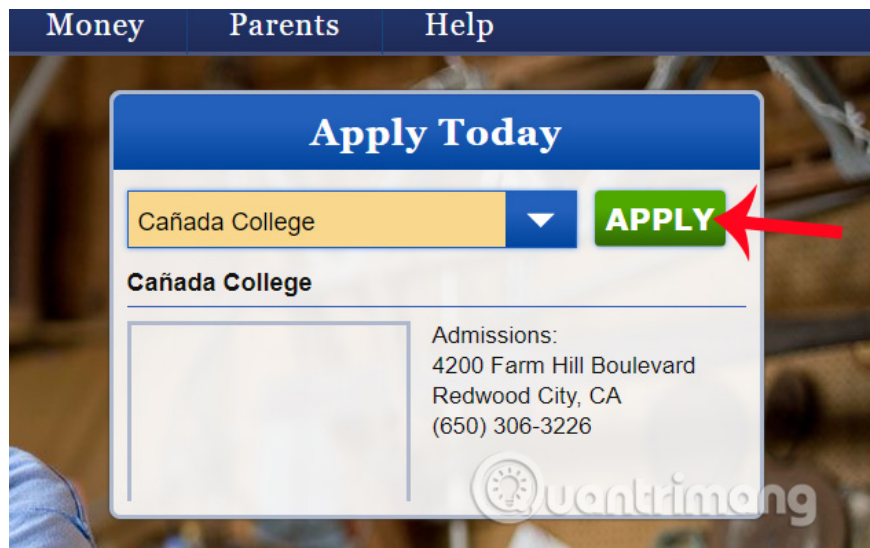 Money Parents Help
Apply Today
Cañada College APPLY
Cañada College
Admissions:
4200 Farm Hill Boulevard
Redwood City, CA
(650) 306-3226
Quantrimang